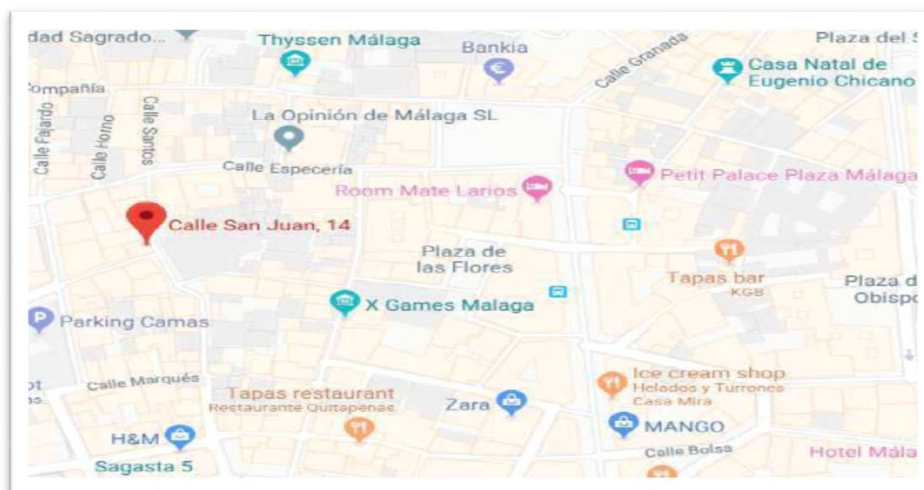 dad Sagrado...
Thyssen Málaga
Bankia
Calle Granada
Plaza del S
Casa Natal de
Eugenio Chicano
ompañía
Calle Fajardo
Calle Horno
Calle Santos
La Opinión de Málaga SL
Calle Especería
Room Mate Larios
Petit Palace Plaza Málaga
Calle San Juan, 14
Plaza de
las Flores
Tapas bar
KGB
Plaza d
Obispo
X Games Malaga
P
Parking Camas
Calle Marqués
Tapas restaurant
Restaurante Quitapenas
Zara
Ice cream shop
Helados y Turrones
Casa Mira
MANGO
H&M
Calle Bolsa
Hotel Mála
Sagasta 5